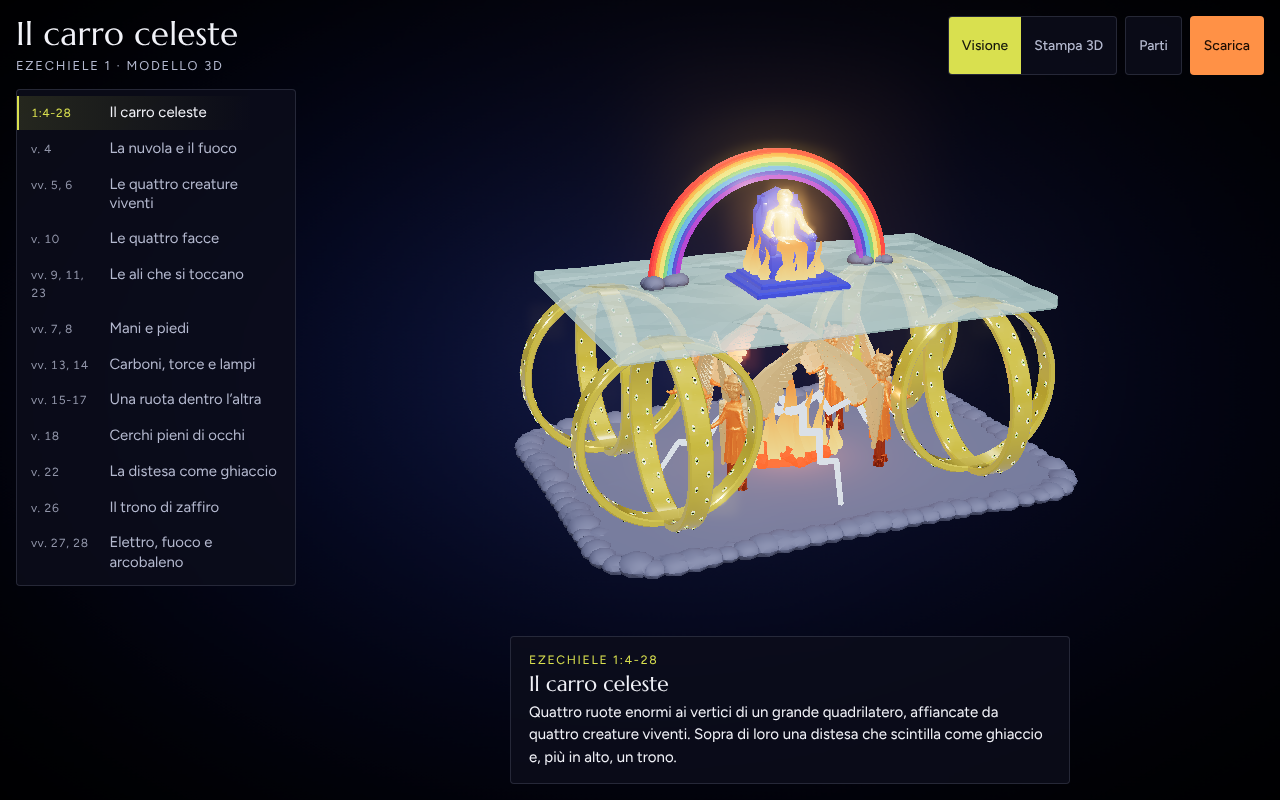 Il carro celeste
EZECHIELE 1 · MODELLO 3D
Visione
Stampa 3D
Parti
Scarica
1:4-28 Il carro celeste
v. 4 La nuvola e il fuoco
vv. 5, 6 Le quattro creature
viventi
v. 10 Le quattro facce
vv. 9, 11, Le ali che si toccano
23
vv. 7, 8 Mani e piedi
vv. 13, 14 Carboni, torce e lampi
vv. 15-17 Una ruota dentro l’altra
v. 18 Cerchi pieni di occhi
v. 22 La distesa come ghiaccio
v. 26 Il trono di zaffiro
vv. 27, 28 Elettro, fuoco e
arcobaleno
EZECHIELE 1:4-28
Il carro celeste
Quattro ruote enormi ai vertici di un grande quadrilatero, affiancate da
quattro creature viventi. Sopra di loro una distesa che scintilla come ghiaccio
e, più in alto, un trono.